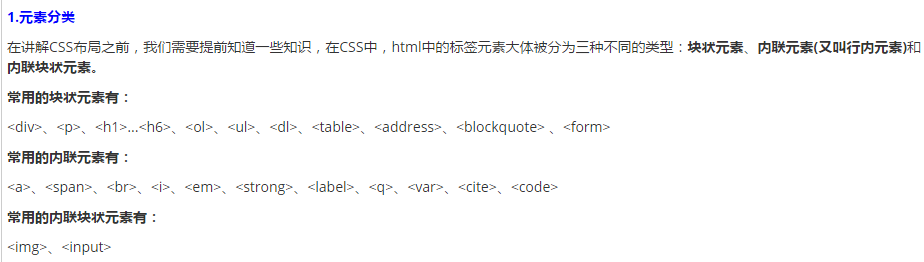 1.元素分类
在讲解CSS布局之前，我们需要提前知道一些知识，在CSS中，html中的标签元素大体被分为三种不同的类型：块状元素、内联元素(又叫行内元素)和
内联块状元素。
常用的块状元素有：
<div>、<p>、<h1>...<h6>、<ol>、<ul>、<dl>、<table>、<address>、<blockquote> 、<form>
常用的内联元素有：
<a>、<span>、<br>、<i>、<em>、<strong>、<label>、<q>、<var>、<cite>、<code>
常用的内联块状元素有：
<img>、<input>